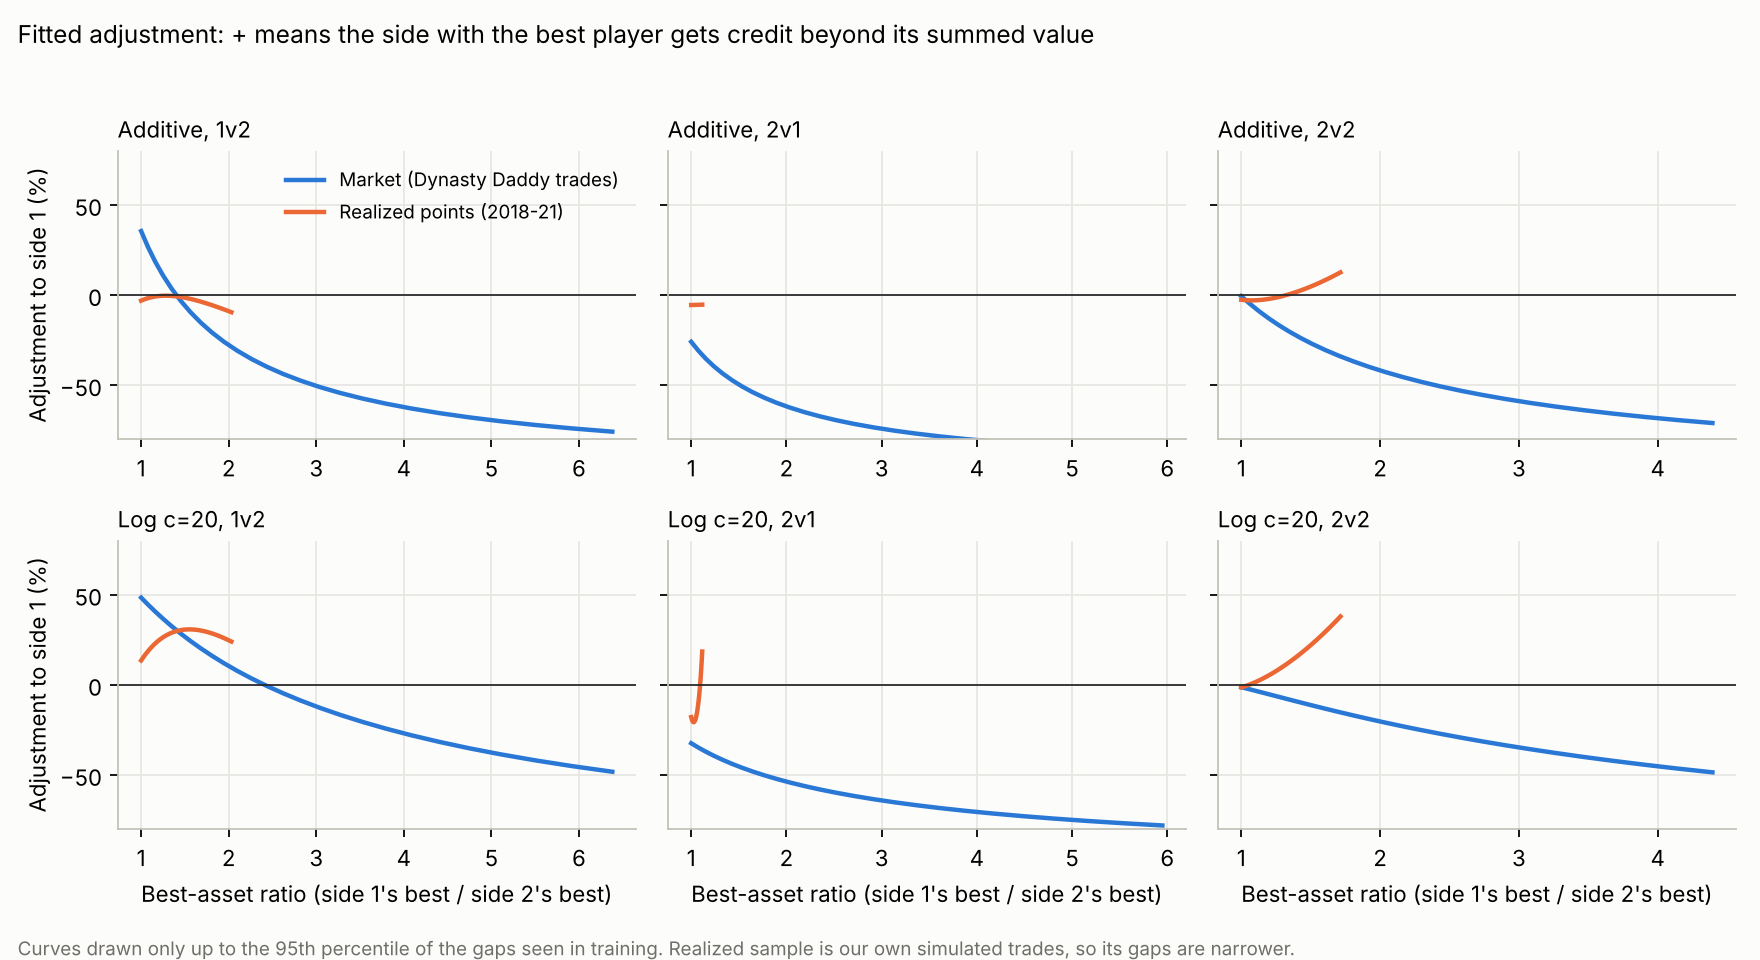 Fitted adjustment: + means the side with the best player gets credit beyond its summed value
Additive, 1v2
Additive, 2v1
Additive, 2v2
Adjustment to side 1 (%)
50
0
−50
Market (Dynasty Daddy trades)
Realized points (2018-21)
1 2 3 4 5 6
1 2 3 4 5 6
1 2 3 4
Log c=20, 1v2
Log c=20, 2v1
Log c=20, 2v2
Adjustment to side 1 (%)
50
0
−50
1 2 3 4 5 6
1 2 3 4 5 6
1 2 3 4
Best-asset ratio (side 1's best / side 2's best)
Best-asset ratio (side 1's best / side 2's best)
Best-asset ratio (side 1's best / side 2's best)
Curves drawn only up to the 95th percentile of the gaps seen in training. Realized sample is our own simulated trades, so its gaps are narrower.